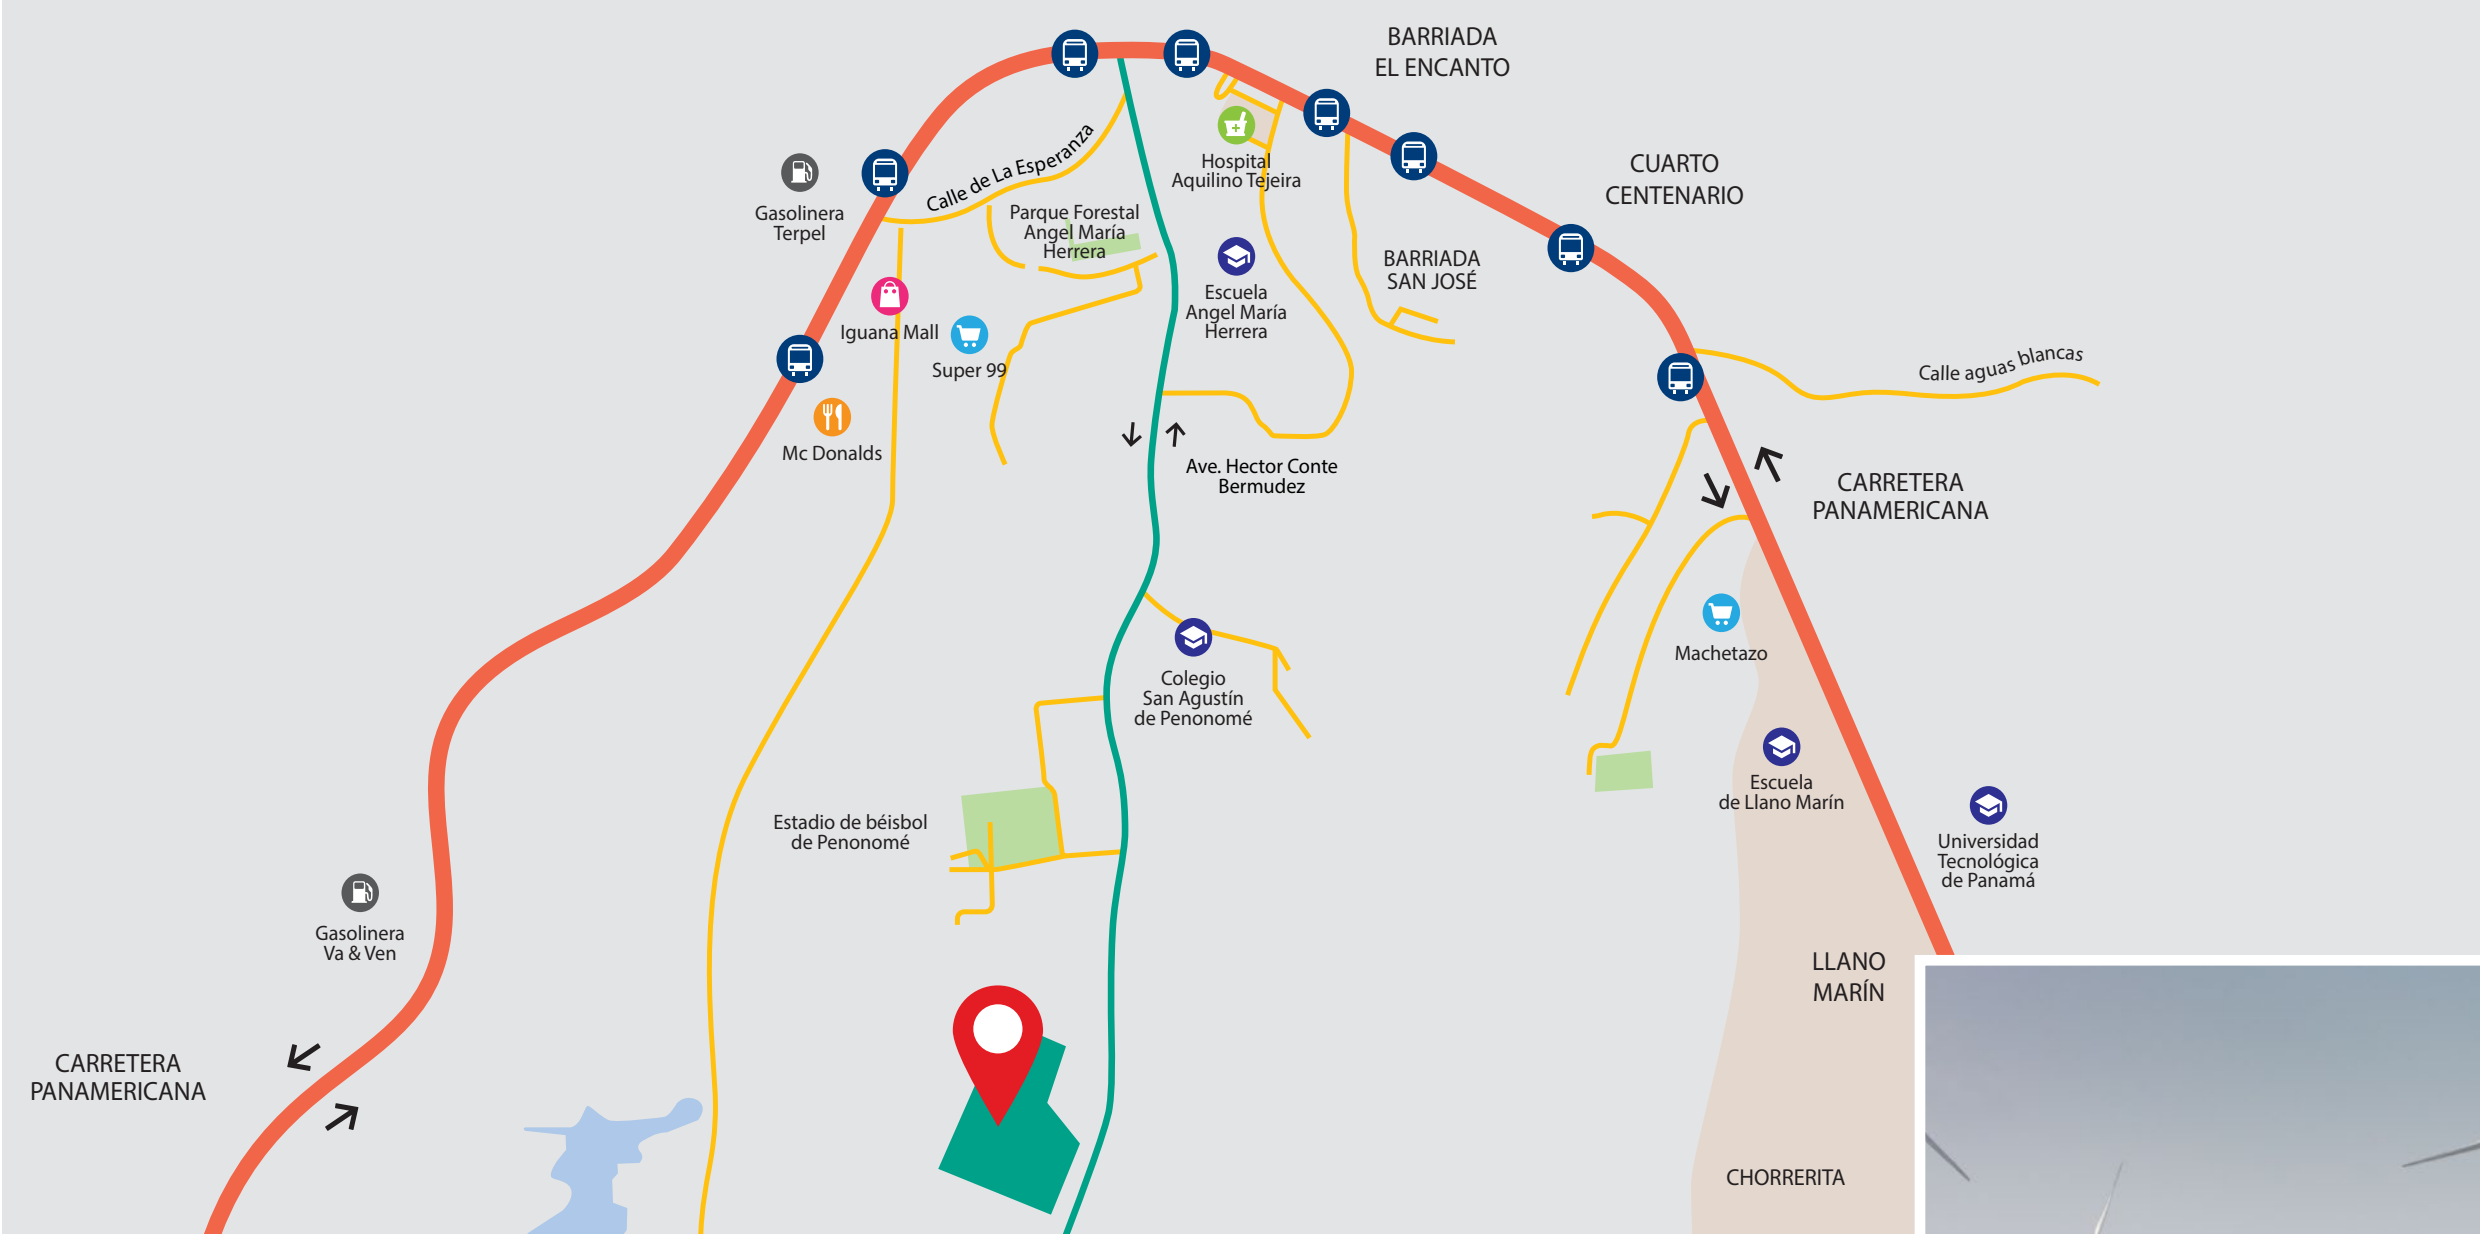 BARRIADA
EL ENCANTO
Calle de La Esperanza
Hospital
Aquilino Tejeira
CUARTO
CENTENARIO
Gasolinera
Terpel
Parque Forestal
Angel María
Herrera
BARRIADA
SAN JOSÉ
Escuela
Angel María
Herrera
Iguana Mall
Super 99
Calle aguas blancas
Mc Donalds
Ave. Hector Conte
Bermudez
CARRETERA
PANAMERICANA
Machetazo
Colegio
San Agustín
de Penonomé
Escuela
de Llano Marín
Estadio de béisbol
de Penonomé
Universidad
Tecnológica
de Panamá
Gasolinera
Va & Ven
LLANO
MARÍN
CARRETERA
PANAMERICANA
CHORRERITA